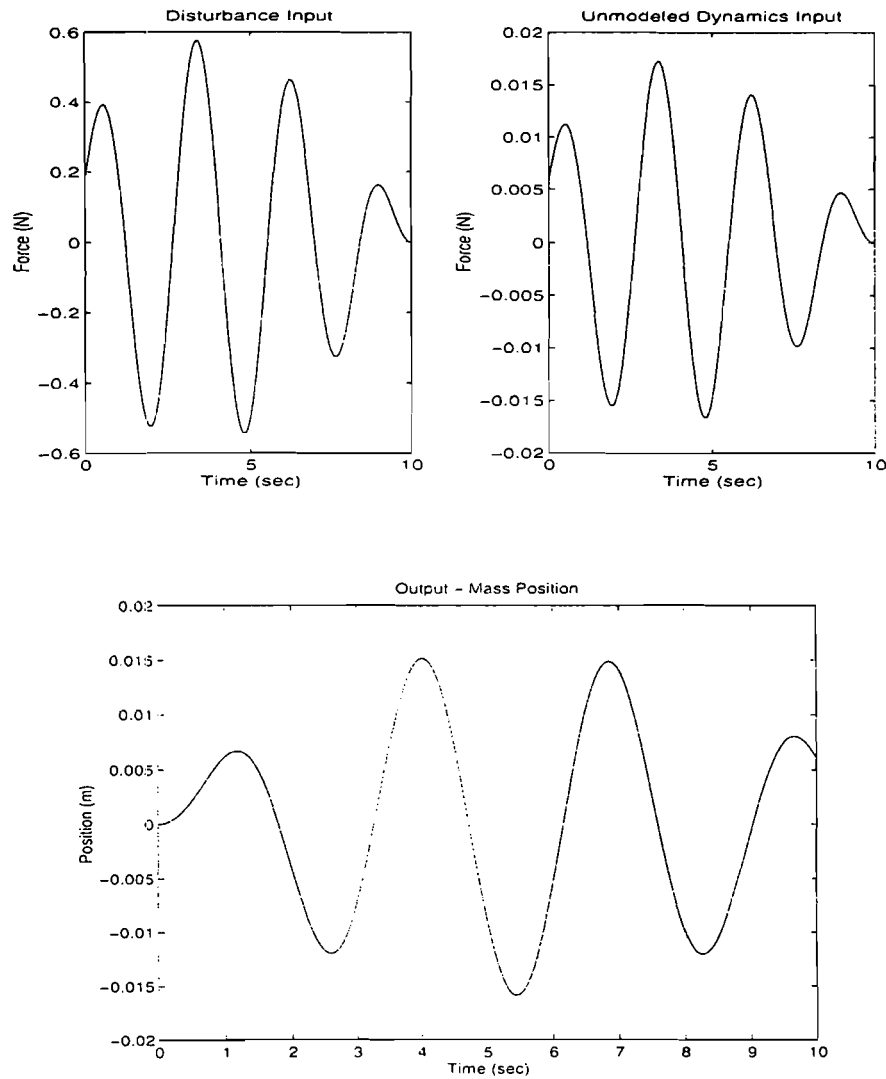 Disturbance Input
0.6
0.4
0.2
0
-0.2
-0.4
-0.6
Force (N)
0 5 10
Time (sec)
Unmodeled Dynamics Input
0.02
0.015
0.01
0.005
0
-0.005
-0.01
-0.015
-0.02
Force (N)
0 5 10
Time (sec)
Output - Mass Position
0.02
0.015
0.01
0.005
0
-0.005
-0.01
-0.015
-0.02
Position (m)
0 1 2 3 4 5 6 7 8 9 10
Time (sec)